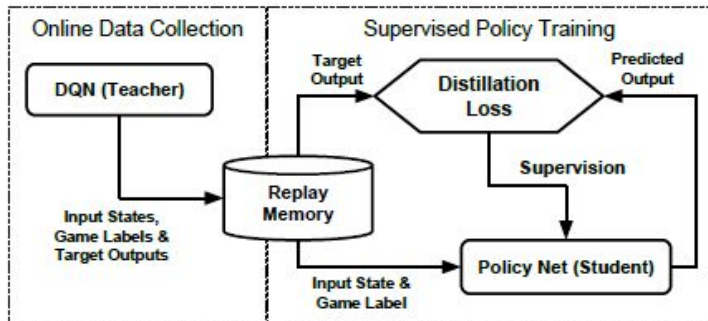 Online Data Collection
Supervised Policy Training
DQN (Teacher)
Target
Output
Distillation
Loss
Predicted
Output
Supervision
Replay
Memory
Input States,
Game Labels &
Target Outputs
Input State &
Game Label
Policy Net (Student)